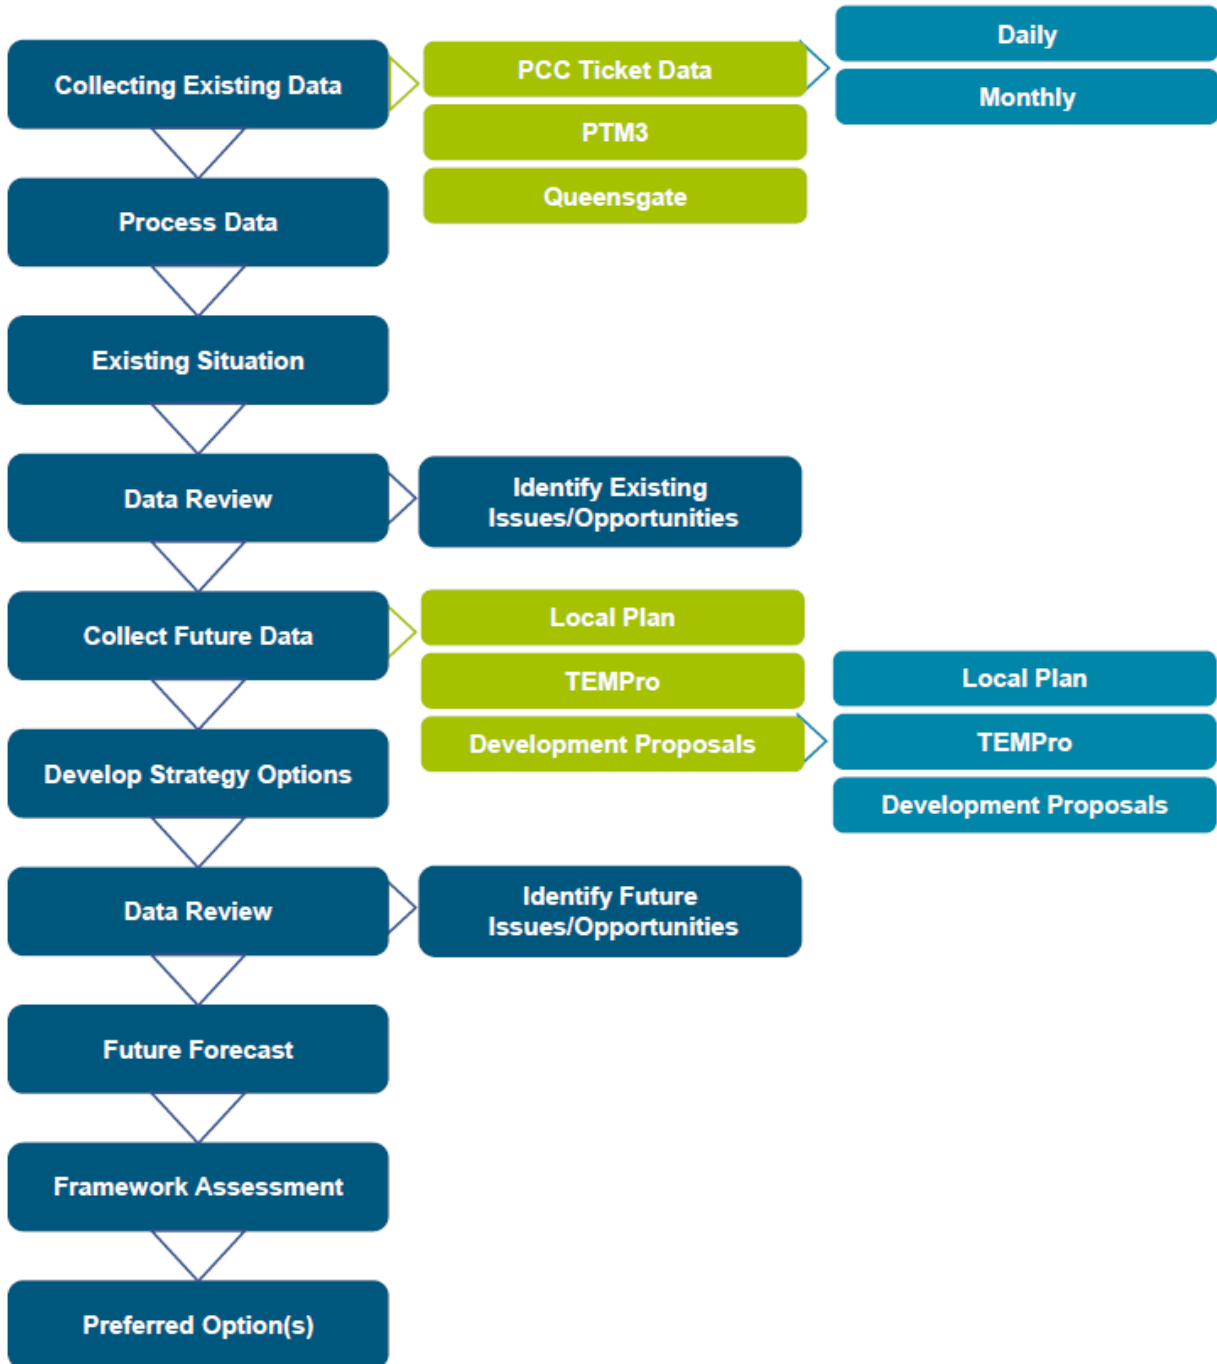 Collecting Existing Data
PCC Ticket Data
Daily
Monthly
PTM3
Queensgate
Process Data
Existing Situation
Data Review
Identify Existing
Issues/Opportunities
Collect Future Data
Local Plan
TEMPro
Development Proposals
Local Plan
TEMPro
Development Proposals
Develop Strategy Options
Data Review
Identify Future
Issues/Opportunities
Future Forecast
Framework Assessment
Preferred Option(s)